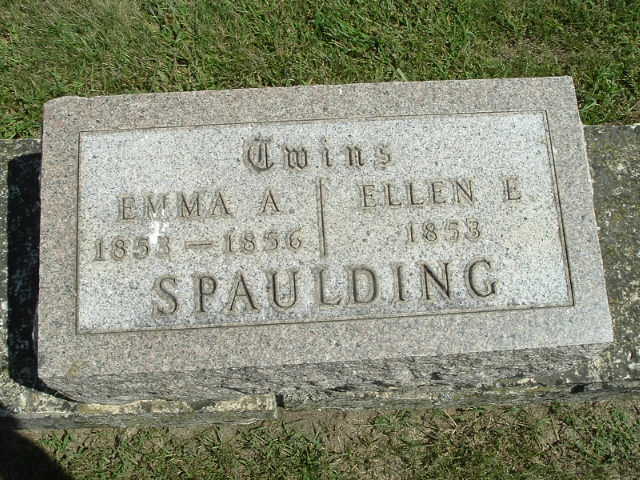 Twins
EMMA A. ELLEN E
1853 — 1856 1853
SPAULDING